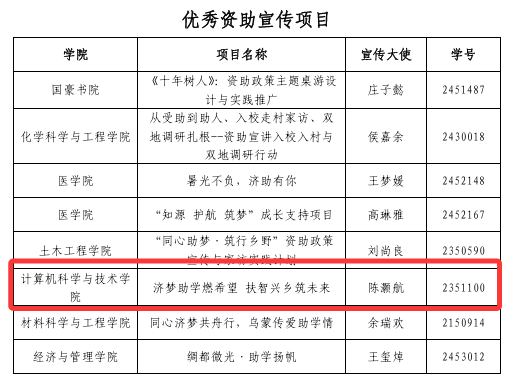 优秀资助宣传项目
学院 项目名称 宣传大使 学号
国豪书院 《十年树人》：资助政策主题桌游设
计与实践推广 庄子懿 2451487
化学科学与工程学院 从受助到助人、入校走村家访、双
地调研扎根--资助宣讲入校入村与
双地调研行动 侯嘉余 2430018
医学院 暑光不负，济助有你 王梦媛 2452148
医学院 “知源 护航 筑梦”成长支持项目 高琳雅 2452167
土木工程学院 “同心助梦·筑行乡野”资助政策
宣传与家访实践计划 刘尚良 2350590
计算机科学与技术学
院 济梦助学燃希望 扶智兴乡筑未来 陈灏航 2351100
材料科学与工程学院 同心济梦共舟行，乌蒙传爱助学情 余瑞欢 2150914
经济与管理学院 绸都微光·助学扬帆 王玺焯 2453012